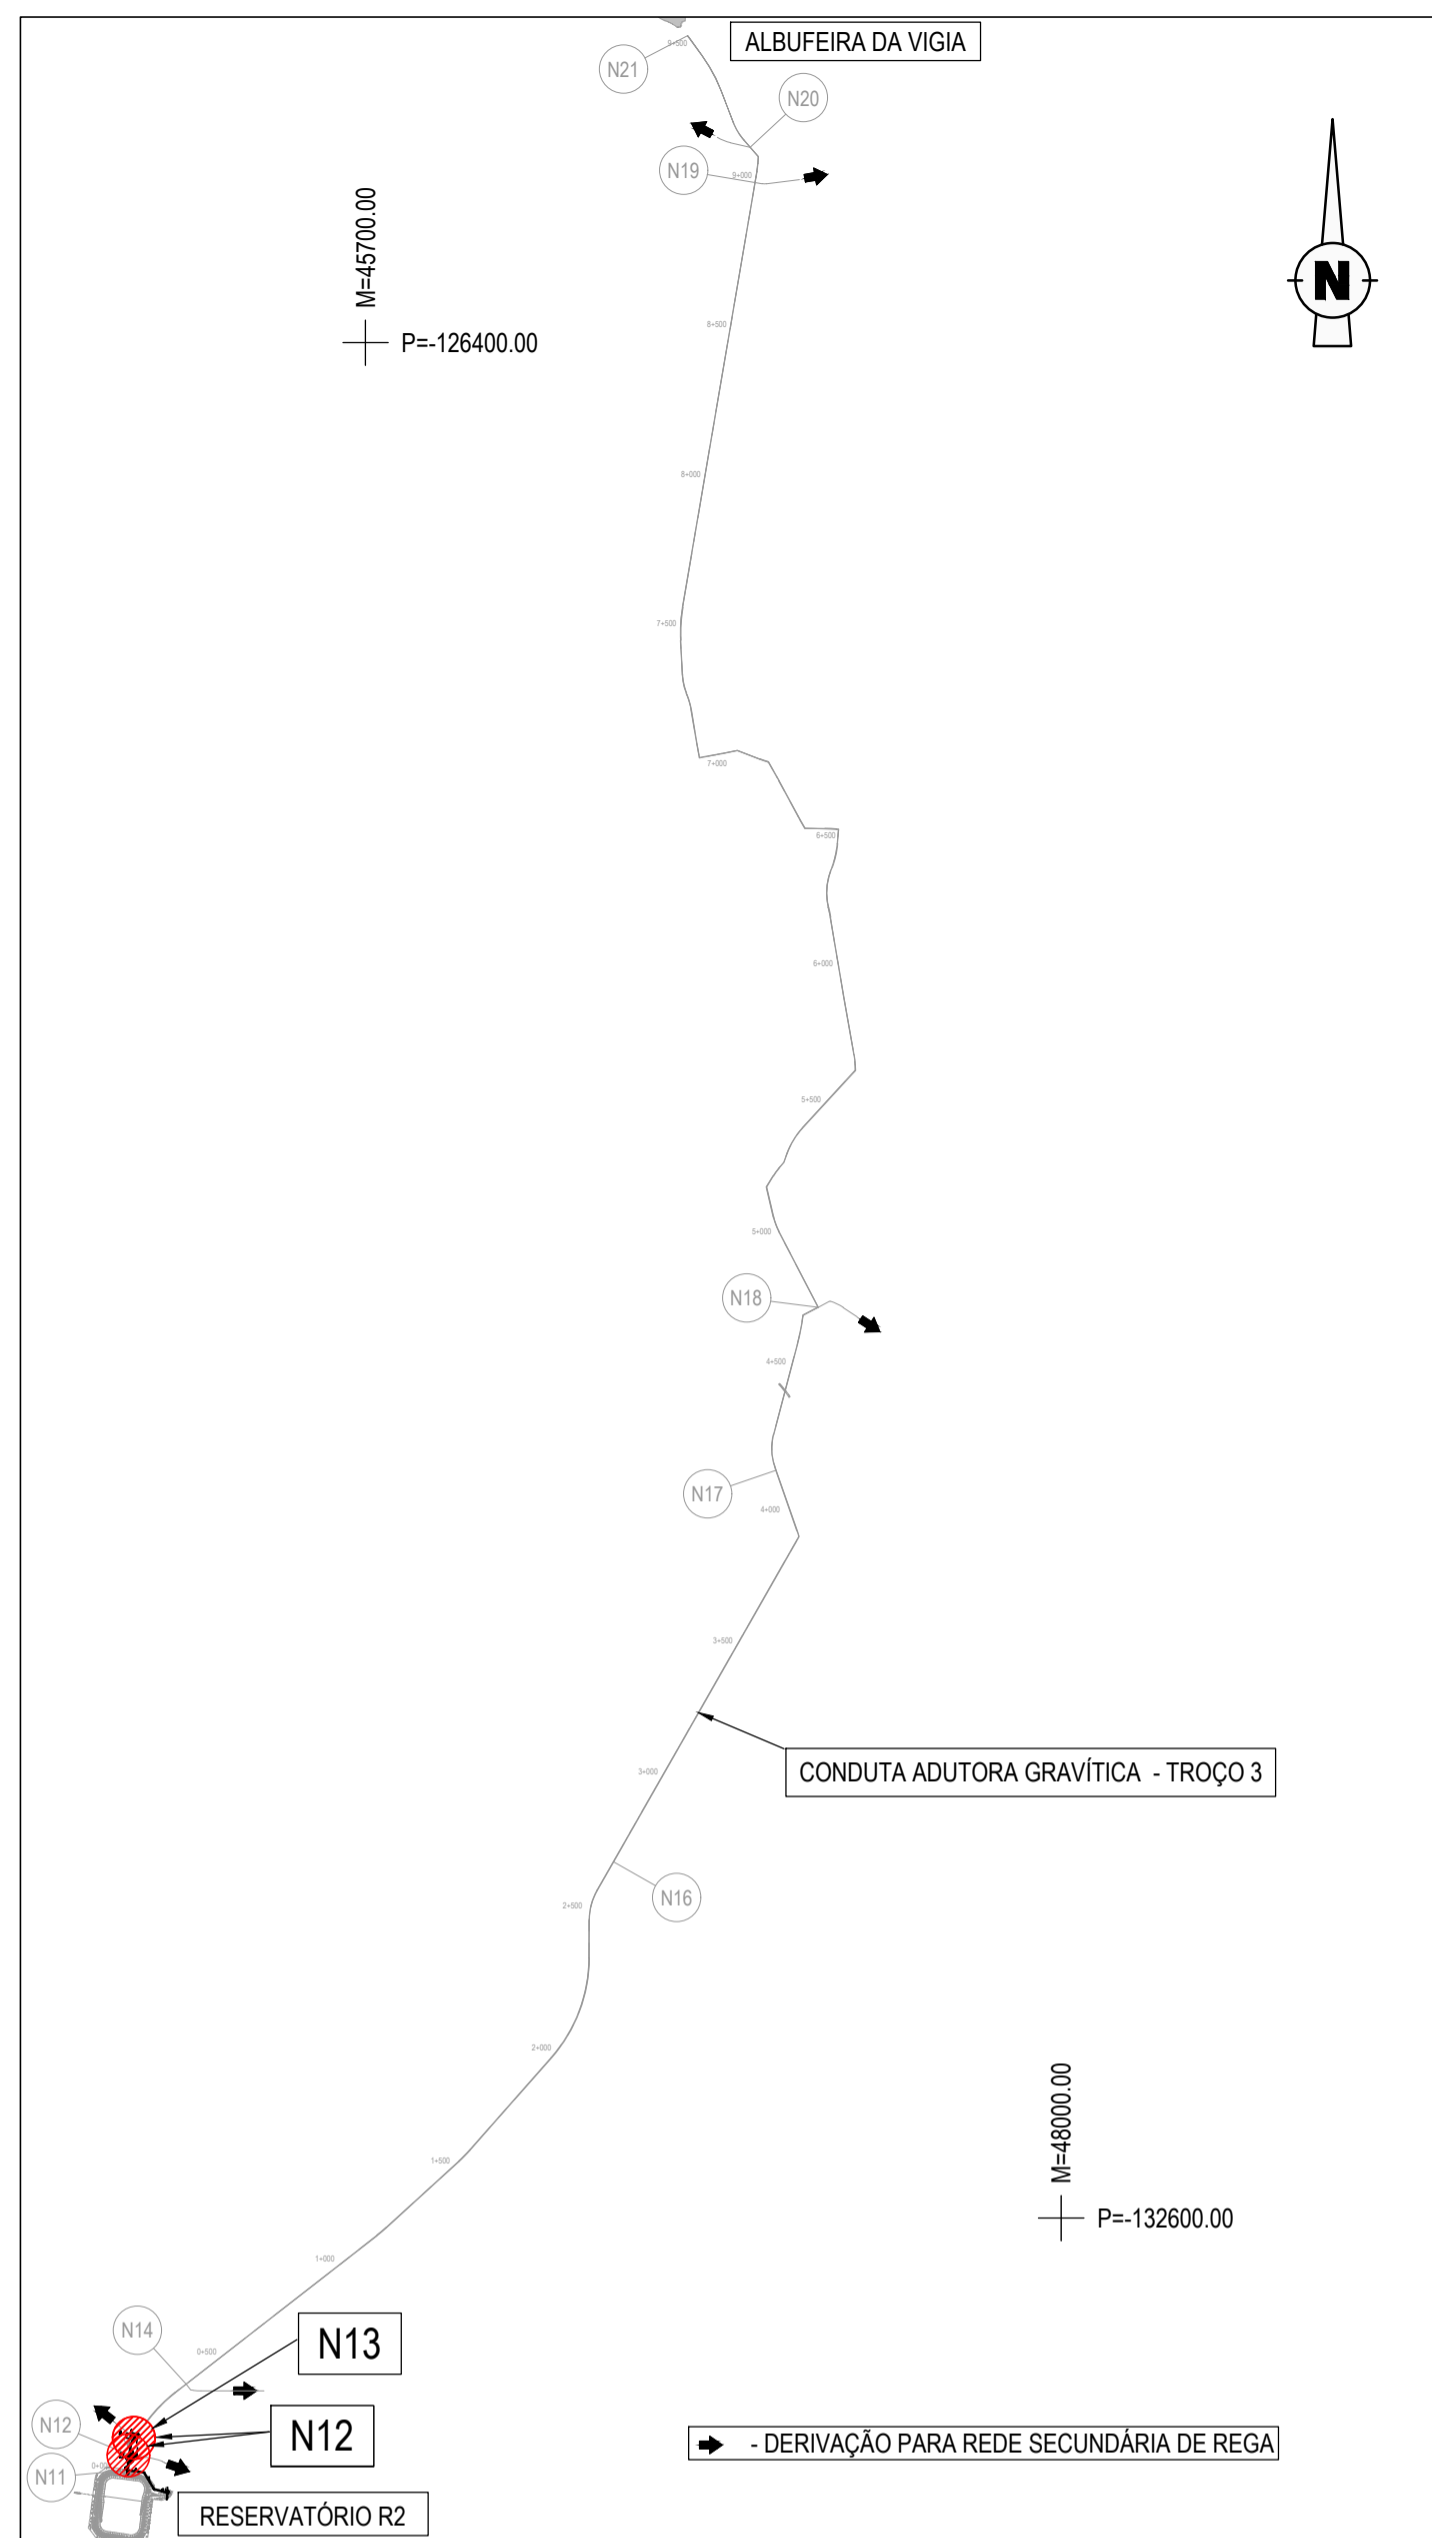 ALBUFEIRA DA VIGIA
9+500
N21
N20
N19
9+000
M=45700.00
P=-126400.00
N
8+500
8+000
7+500
7+000
6+500
6+000
5+500
5+000
N18
4+500
N17
4+000
3+500
CONDUTA ADUTORA GRAVÍTICA - TROÇO 3
3+000
N16
2+500
2+000
M=48000.00
P=-132600.00
1+500
1+000
N14
N13
0+500
N12
N12
- DERIVAÇÃO PARA REDE SECUNDÁRIA DE REGA
N11
RESERVATÓRIO R2